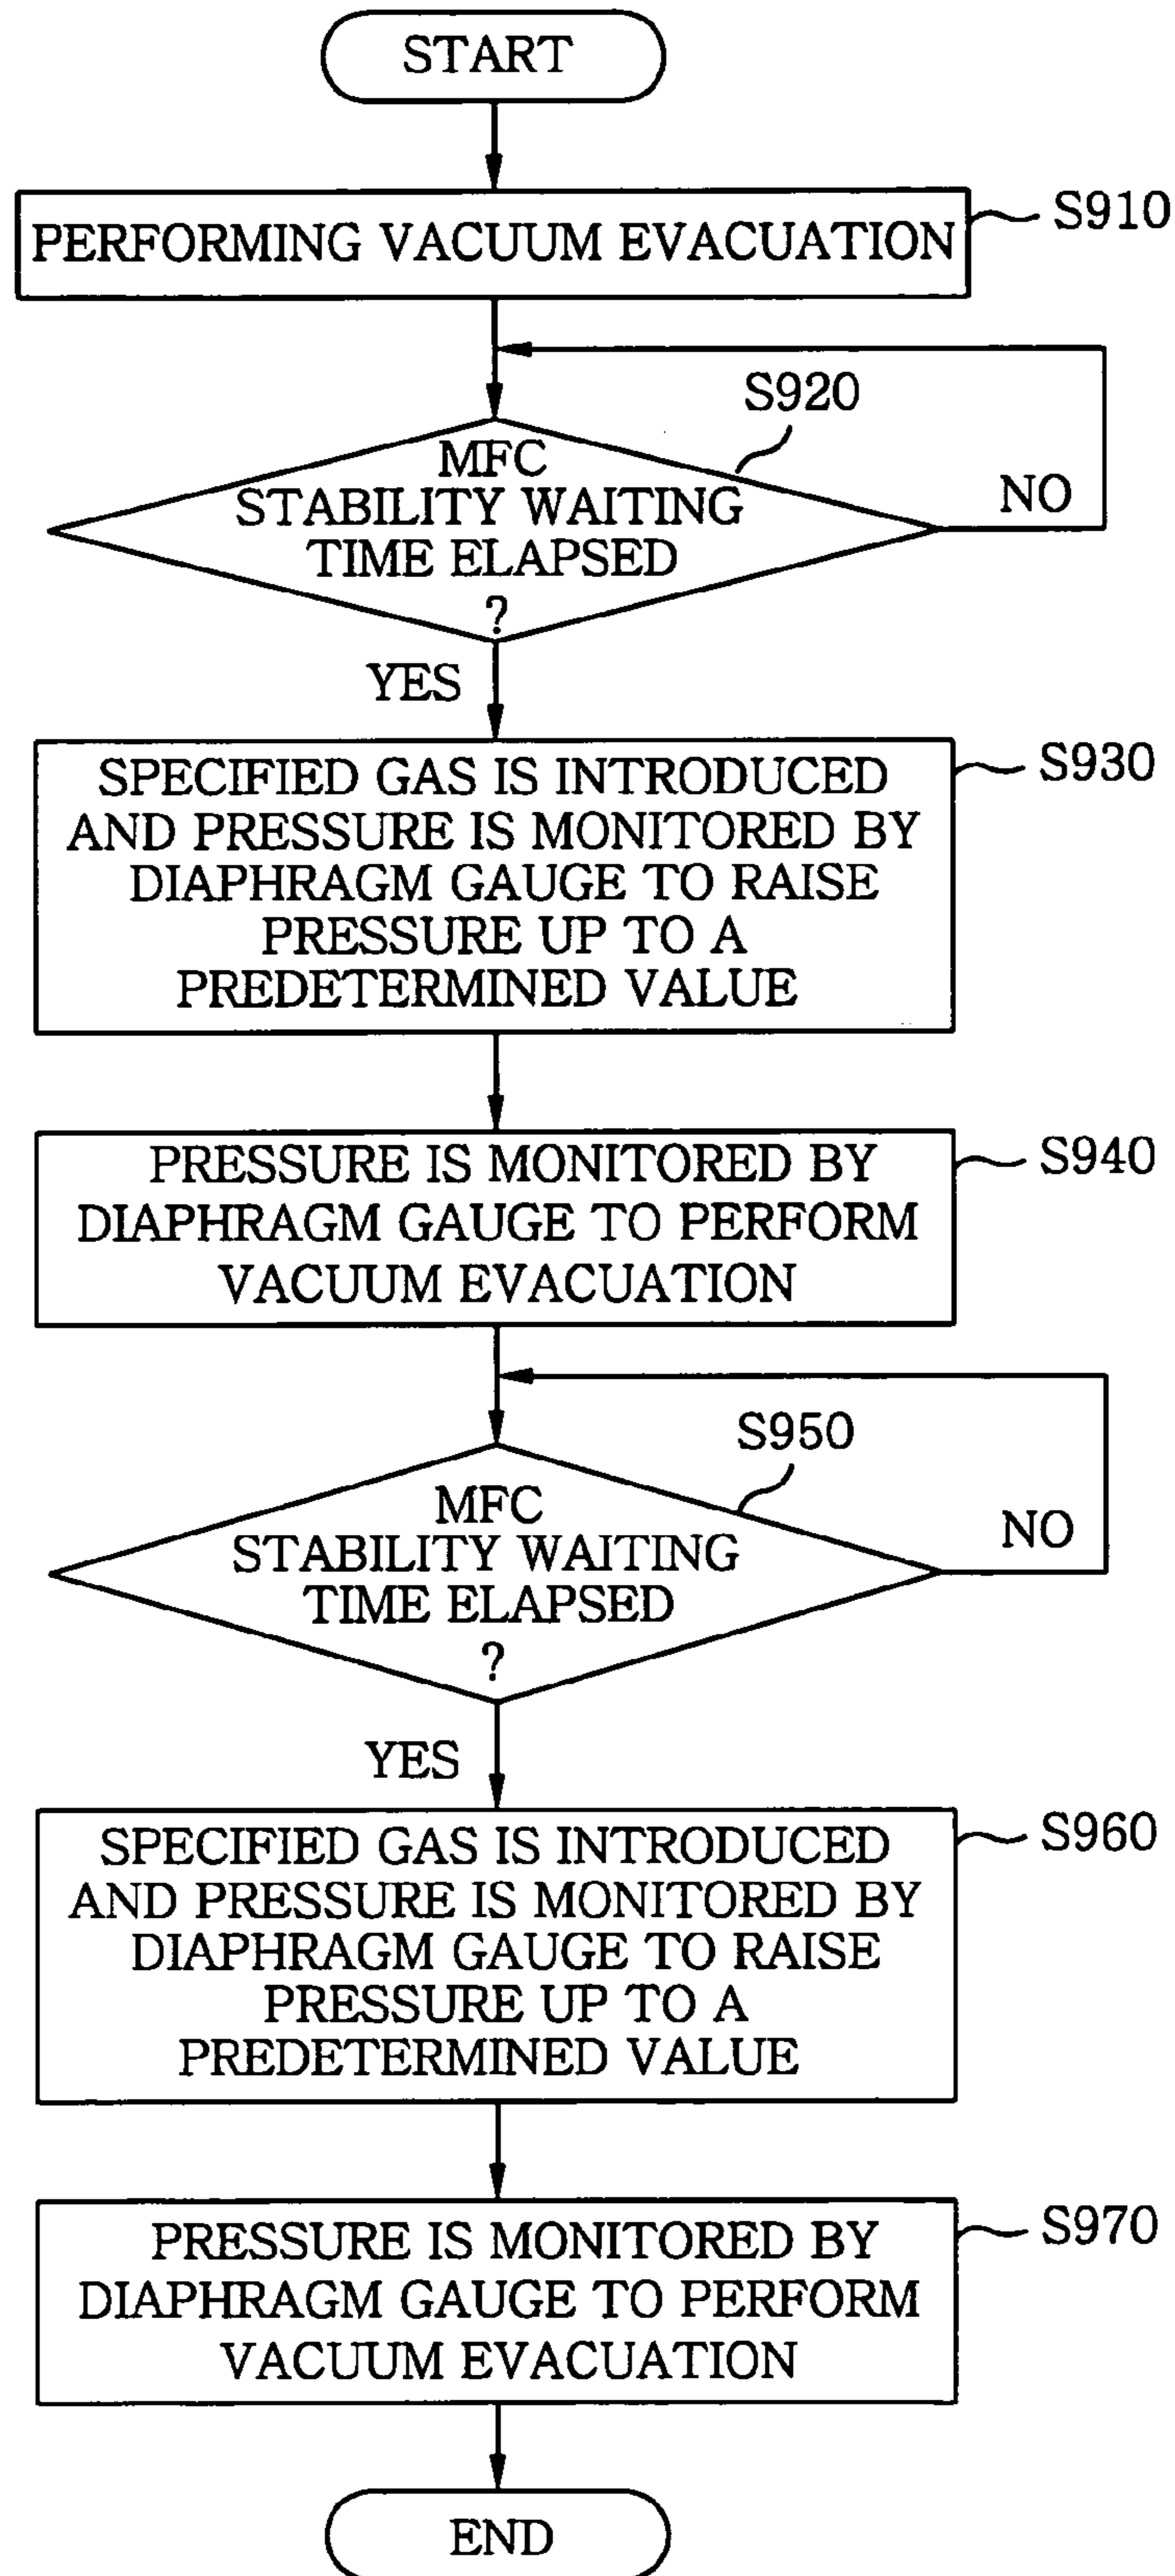 START
PERFORMING VACUUM EVACUATION
S910
S920
MFC
STABILITY WAITING
TIME ELAPSED
?
NO
YES
SPECIFIED GAS IS INTRODUCED
AND PRESSURE IS MONITORED BY
DIAPHRAGM GAUGE TO RAISE
PRESSURE UP TO A
PREDETERMINED VALUE
S930
PRESSURE IS MONITORED BY
DIAPHRAGM GAUGE TO PERFORM
VACUUM EVACUATION
S940
S950
MFC
STABILITY WAITING
TIME ELAPSED
?
NO
YES
SPECIFIED GAS IS INTRODUCED
AND PRESSURE IS MONITORED BY
DIAPHRAGM GAUGE TO RAISE
PRESSURE UP TO A
PREDETERMINED VALUE
S960
PRESSURE IS MONITORED BY
DIAPHRAGM GAUGE TO PERFORM
VACUUM EVACUATION
S970
END